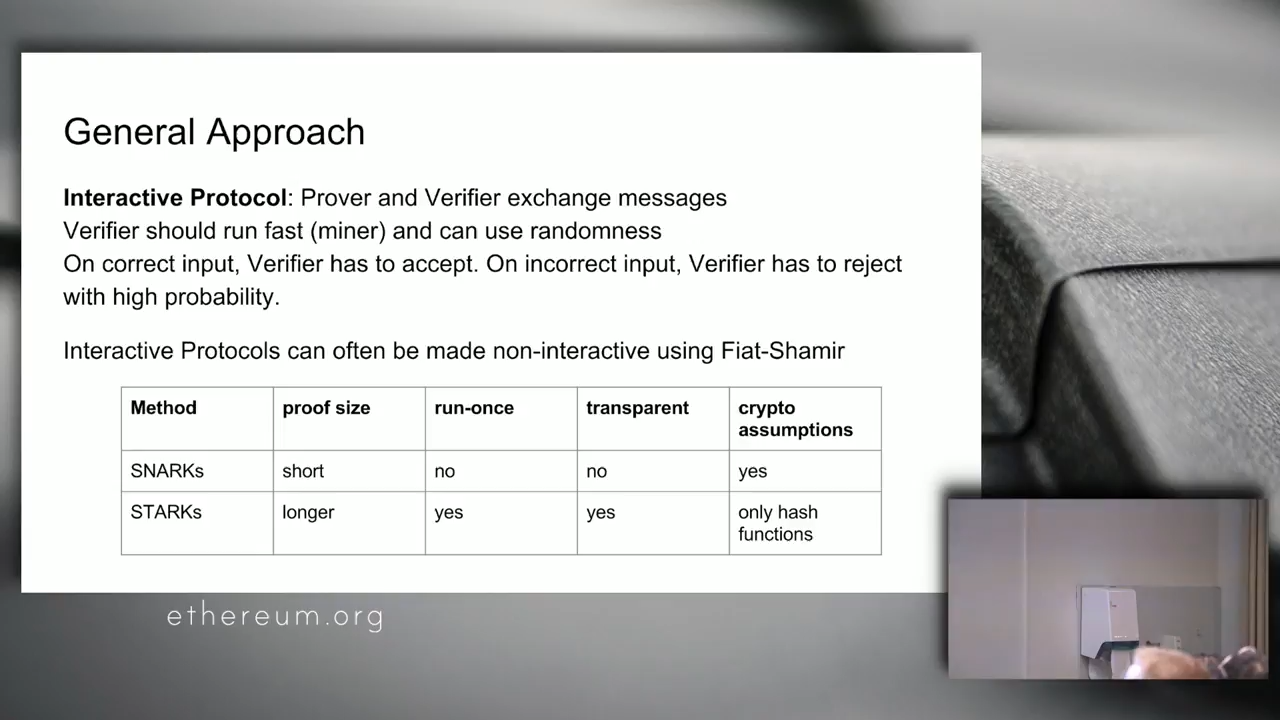 General Approach
Interactive Protocol: Prover and Verifier exchange messages
Verifier should run fast (miner) and can use randomness
On correct input, Verifier has to accept. On incorrect input, Verifier has to reject
with high probability.
Interactive Protocols can often be made non-interactive using Fiat-Shamir
Method proof size run-once transparent crypto assumptions
SNARKs short no no yes
STARKs longer yes yes only hash functions
ethereum.org